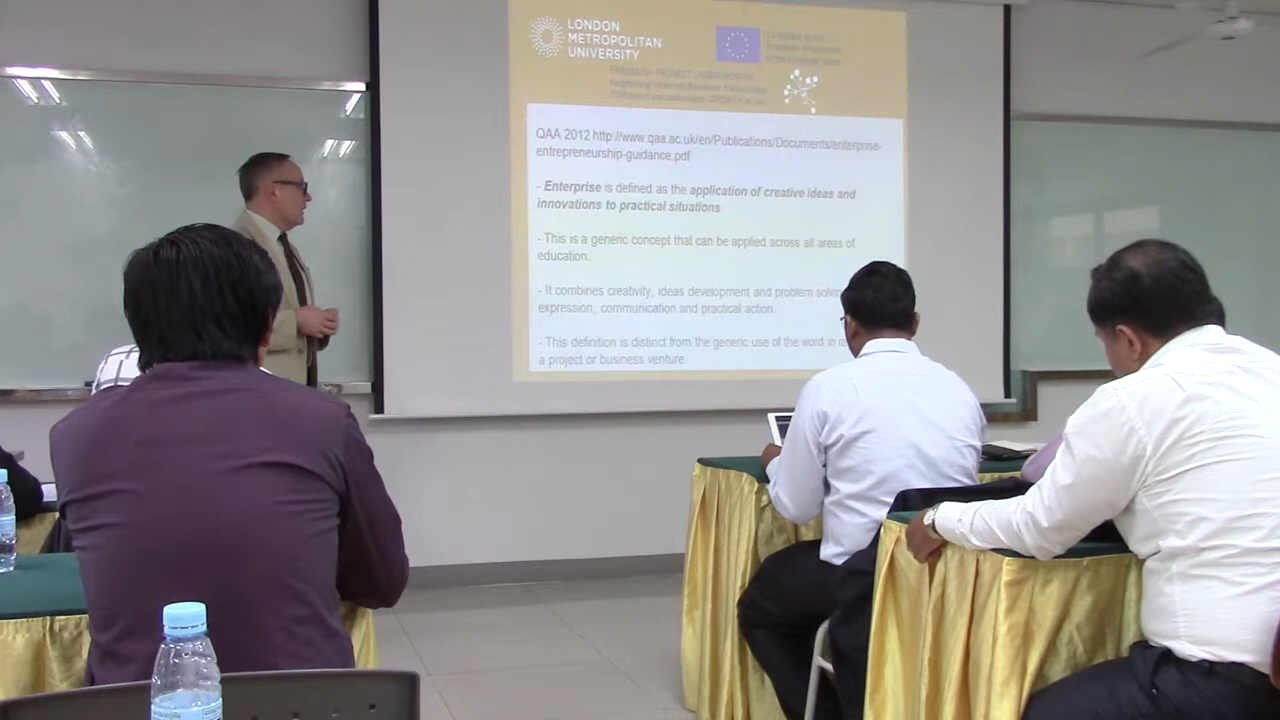 LONDON
METROPOLITAN
UNIVERSITY
QAA 2012 http://www.qaa.ac.uk/en/Publications/Documents/enterprise-
entrepreneurship-guidance.pdf
- Enterprise is defined as the application of creative ideas and
innovations to practical situations.
- This is a generic concept that can be applied across all areas of
education.
- It combines creativity, ideas development and problem
expression, communication and practical action
- This definition is distinct from the generic use of the word in
a project or business venture.